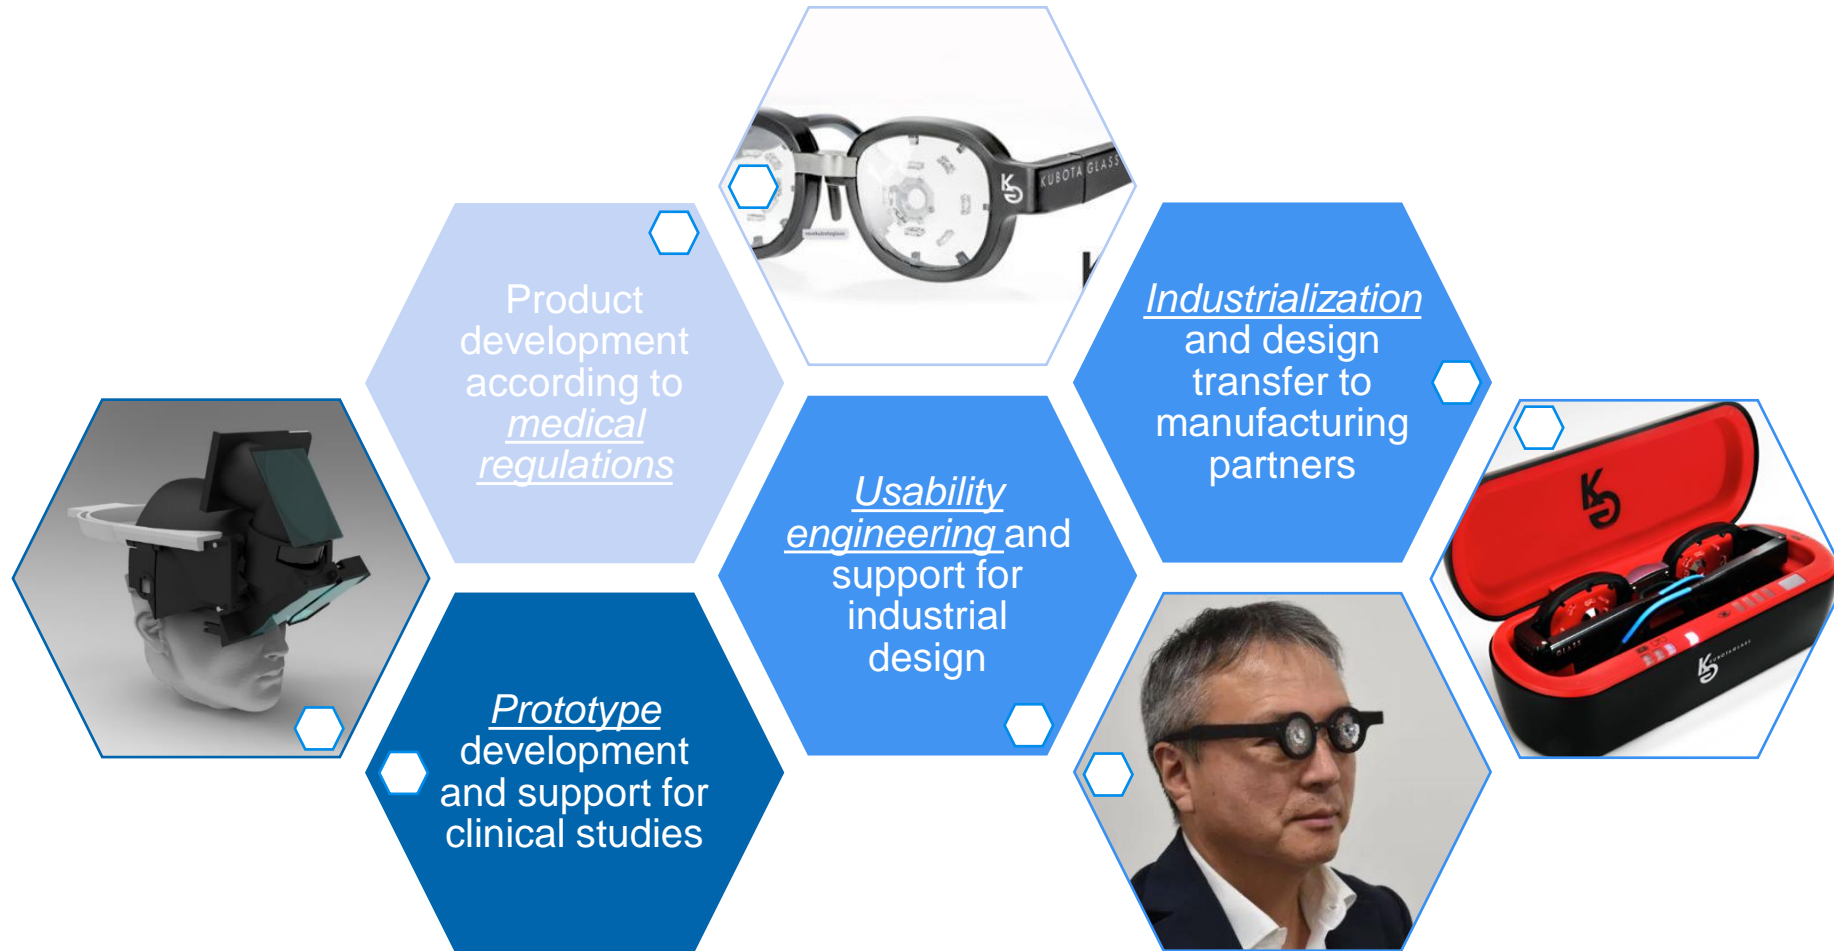 KUBOTA GLASS
Product
development
according to
medical
regulations
Industrialization
and design
transfer to
manufacturing
partners
Usability
engineering and
support for
industrial
design
Prototype
development
and support for
clinical studies
KUBOTAGLASS